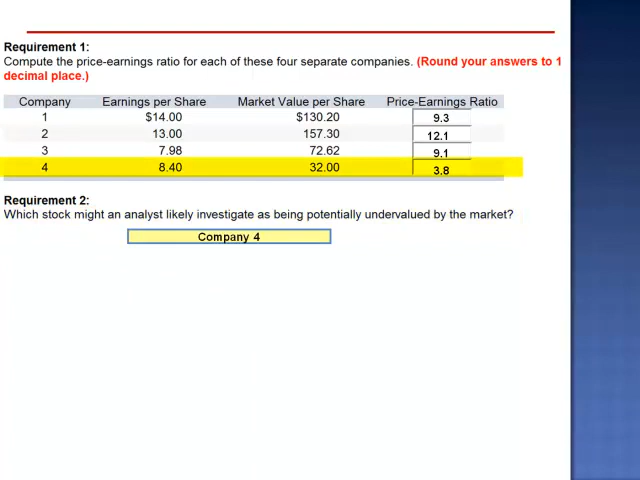 Requirement 1:
Compute the price-earnings ratio for each of these four separate companies. (Round your answers to 1
decimal place.)
Company Earnings per Share Market Value per Share Price-Earnings Ratio
1 $14.00 $130.20 9.3
2 13.00 157.30 12.1
3 7.98 72.62 9.1
4 8.40 32.00 3.8
Requirement 2:
Which stock might an analyst likely investigate as being potentially undervalued by the market?
Company 4